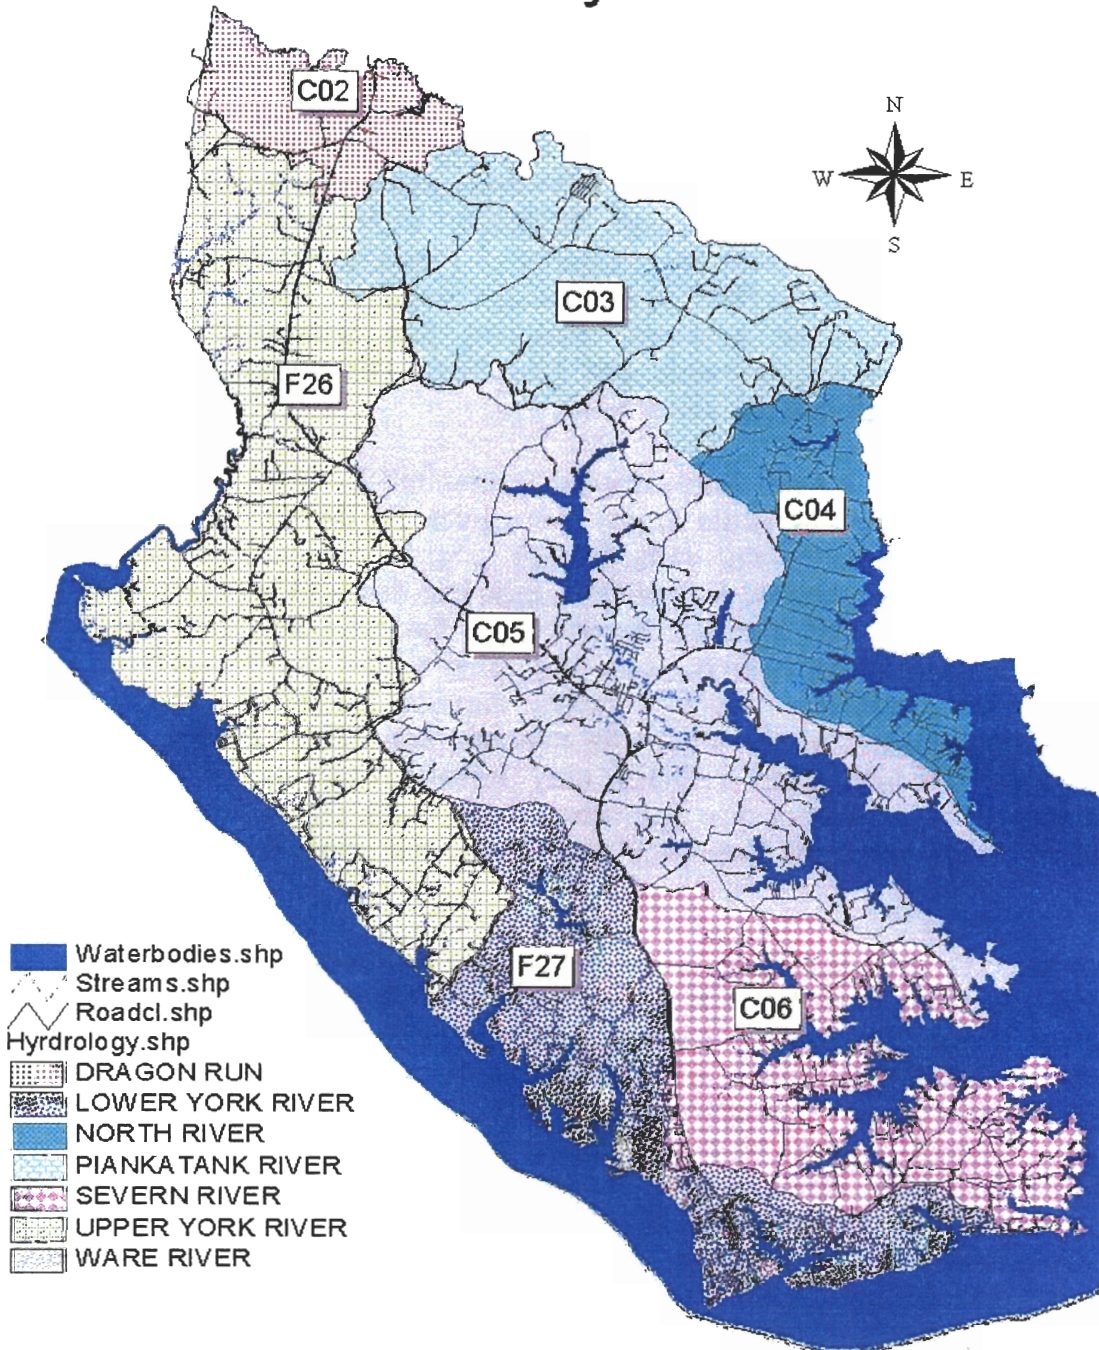 C02
N
W E
S
C03
F26
C04
C05
F27
C06
Waterbodies.shp
Streams.shp
Roadcl.shp
Hyrdrology.shp
DRAGON RUN
LOWER YORK RIVER
NORTH RIVER
PIANKATANK RIVER
SEVERN RIVER
UPPER YORK RIVER
WARE RIVER